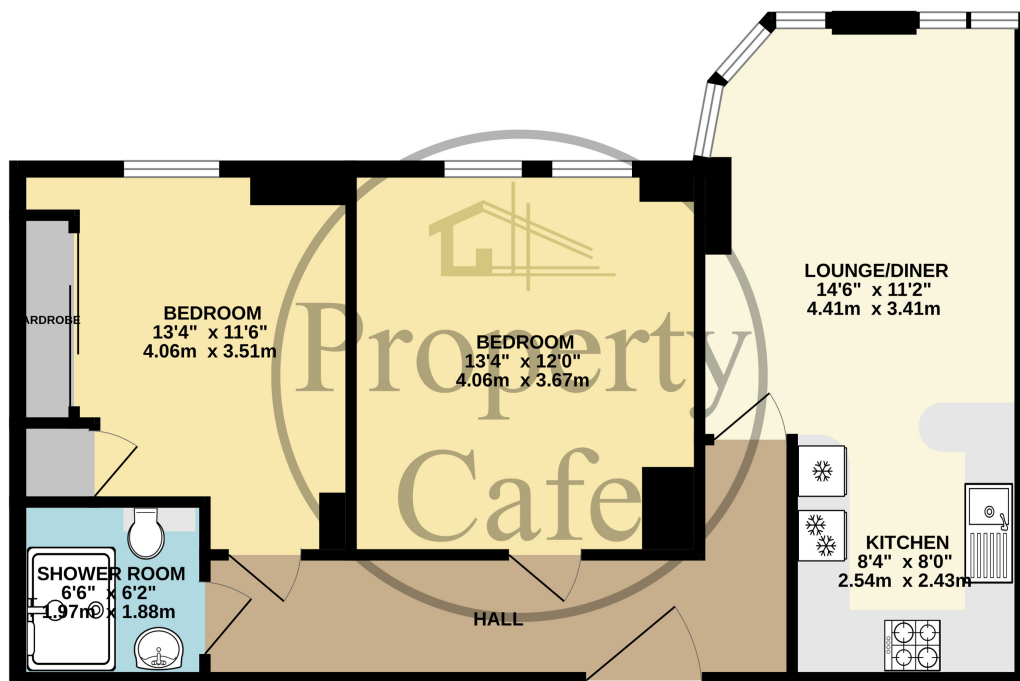 LOUNGE/DINER
14'6" x 11'2"
4.41m x 3.41m
BEDROOM
13'4" x 11'6"
4.06m x 3.51m
ARDROBE
BEDROOM
13'4" x 12'0"
4.06m x 3.67m
Property
Cafe
KITCHEN
8'4" x 8'0"
2.54m x 2.43m
SHOWER ROOM
6'6" x 6'2"
1.97m x 1.88m
HALL